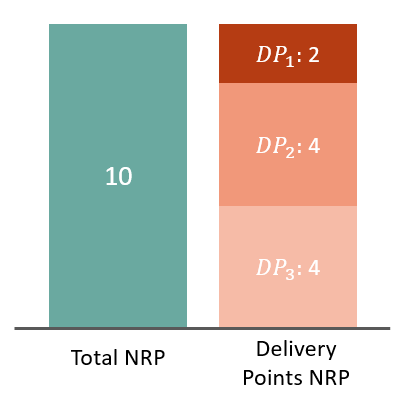 10
DP₁: 2
DP₂: 4
DP₃: 4
Total NRP
Delivery
Points NRP